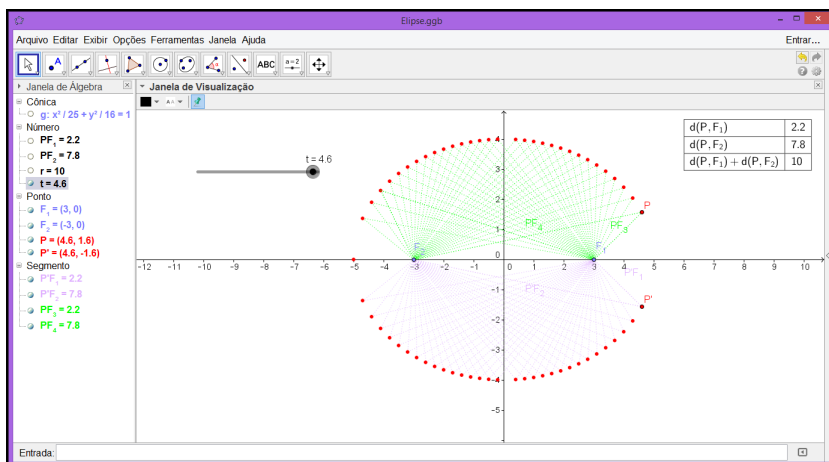 Elipse.ggb
Arquivo Editar Exibir Opções Ferramentas Janela Ajuda
Entrar...
ABC
a=2
Janela de Álgebra
Cônica
g: x² / 25 + y² / 16 = 1
Número
PF₁ = 2.2
PF₂ = 7.8
r = 10
t = 4.6
Ponto
F₁ = (3, 0)
F₂ = (-3, 0)
P = (4.6, 1.6)
P' = (4.6, -1.6)
Segmento
P'F₁ = 2.2
P'F₂ = 7.8
PF₃ = 2.2
PF₄ = 7.8
Janela de Visualização
t = 4.6
d(P, F₁) 2.2
d(P, F₂) 7.8
d(P, F₁) + d(P, F₂) 10
4
3
2
1
P
PF₄
PF₃
F₂
F₁
-12 -11 -10 -9 -8 -7 -6 -5 -4 -3 -2 -1 0 0 1 2 3 4 5 6 7 8 9 10
P'F₁
P'F₂
P'
-1
-2
-3
-4
-5
Entrada: